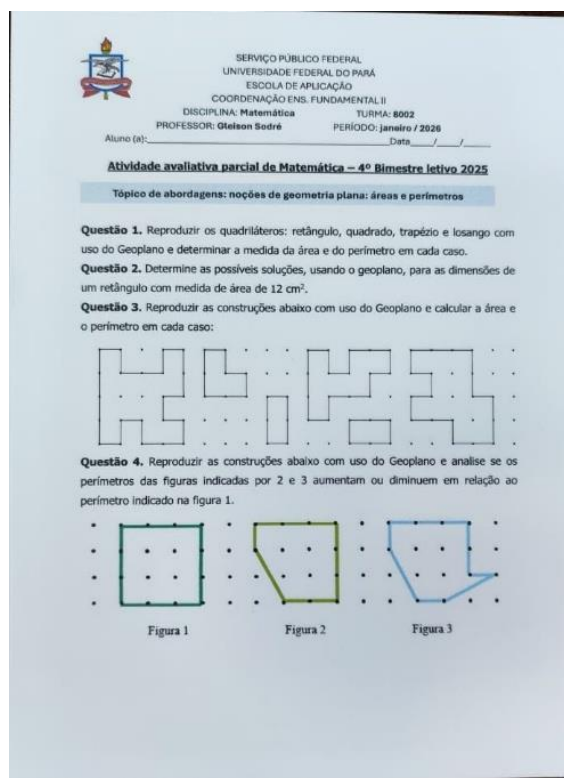 SERVIÇO PÚBLICO FEDERAL
UNIVERSIDADE FEDERAL DO PARÁ
ESCOLA DE APLICAÇÃO
COORDENAÇÃO ENS. FUNDAMENTAL II
DISCIPLINA: Matemática TURMA: 8002
PROFESSOR: Gleison Sodré PERÍODO: janeiro / 2026
Aluno (a):______ Data___/___/___
Atividade avaliativa parcial de Matemática – 4º Bimestre letivo 2025
Tópico de abordagens: noções de geometria plana: áreas e perímetros
Questão 1. Reproduzir os quadriláteros: retângulo, quadrado, trapézio e losango com
uso do Geoplano e determinar a medida da área e do perímetro em cada caso.
Questão 2. Determine as possíveis soluções, usando o geoplano, para as dimensões de
um retângulo com medida de área de 12 cm².
Questão 3. Reproduzir as construções abaixo com uso do Geoplano e calcular a área e
o perímetro em cada caso:
Questão 4. Reproduzir as construções abaixo com uso do Geoplano e analise se os
perímetros das figuras indicadas por 2 e 3 aumentam ou diminuem em relação ao
perímetro indicado na figura 1.
Figura 1 Figura 2 Figura 3